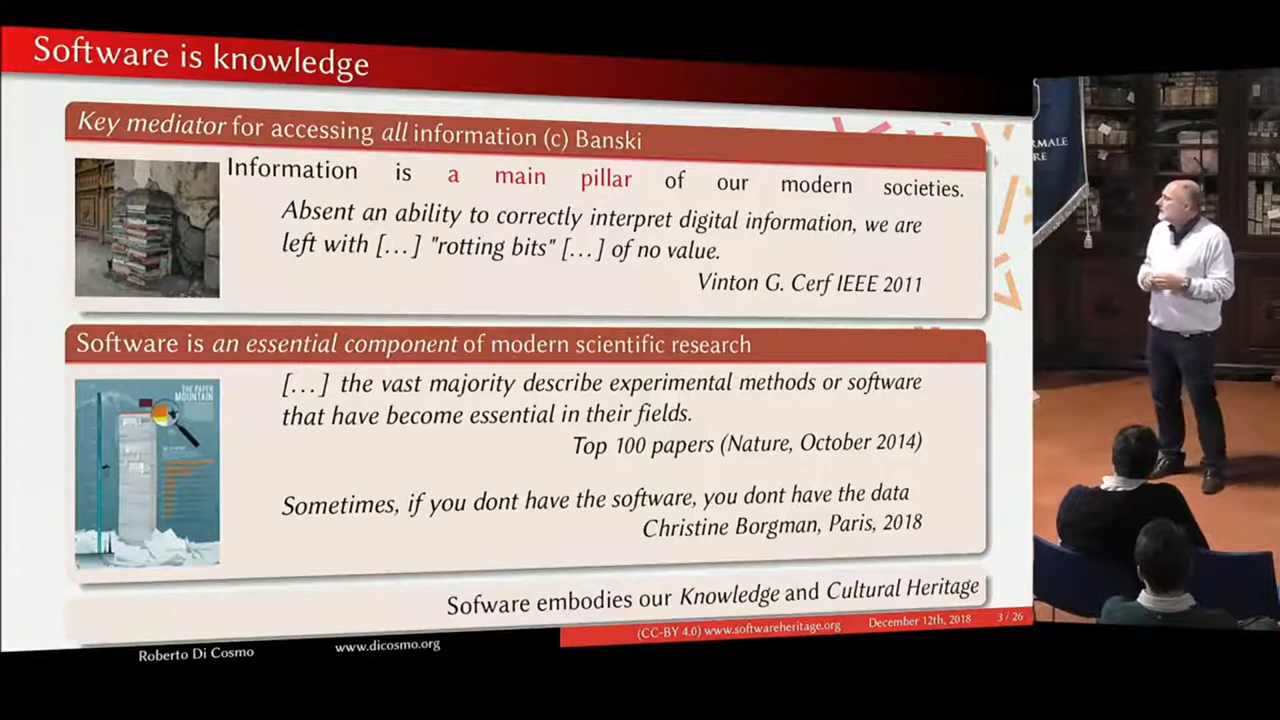 Software is knowledge
Key mediator for accessing all information (c) Banski
Information is a main pillar of our modern societies.
Absent an ability to correctly interpret digital information, we are
left with [...] "rotting bits" [...] of no value.
Vinton G. Cerf IEEE 2011
Software is an essential component of modern scientific research
THE PAPER
MOUNTAIN
[...] the vast majority describe experimental methods or software
that have become essential in their fields.
Top 100 papers (Nature, October 2014)
Sometimes, if you dont have the software, you dont have the data
Christine Borgman, Paris, 2018
Sofware embodies our Knowledge and Cultural Heritage
Roberto Di Cosmo
www.dicosmo.org
(CC-BY 4.0) www.softwareheritage.org
December 12th, 2018
3 / 26